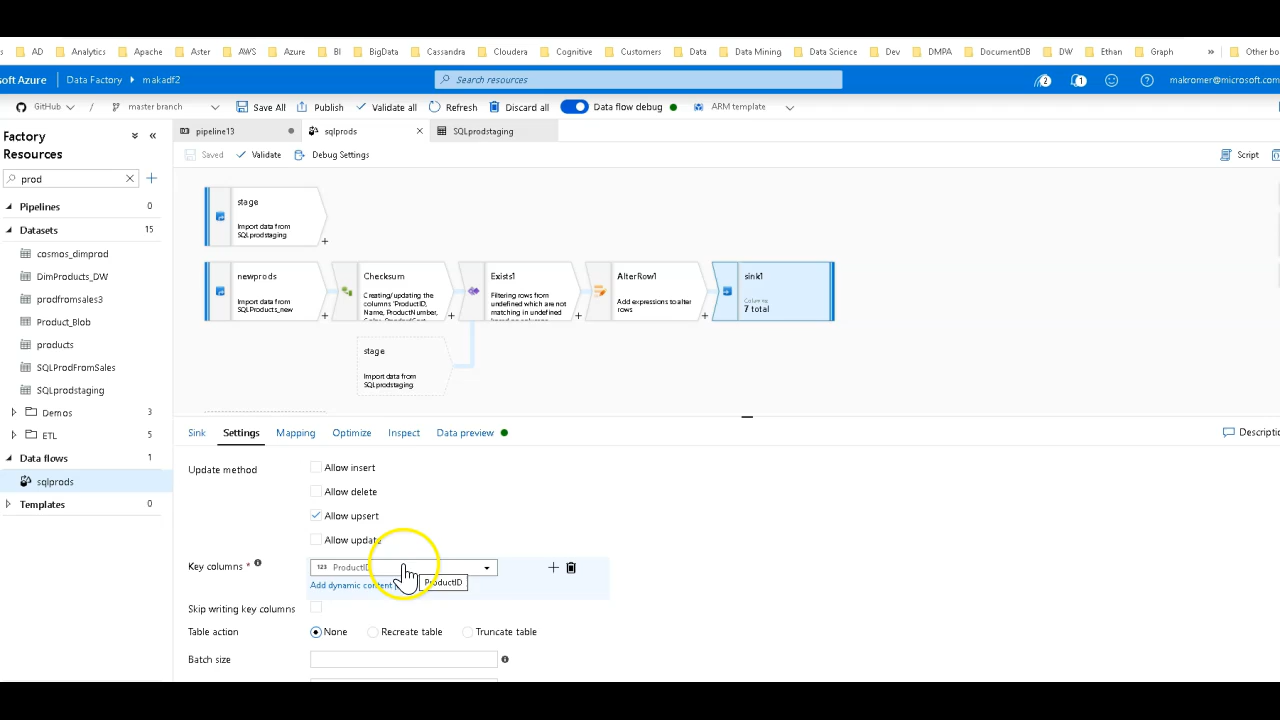 AD Analytics Apache Aster AWS Azure BI BigData Cassandra Cloudera Cognitive Customers Data Data Mining Data Science Dev DMPA DocumentDB DW Ethan Graph » Other bo
soft Azure Data Factory makadf2 Search resources 2 1 makromer@microsoft.com
GitHub / master branch Save All Publish Validate all Refresh Discard all Data flow debug ARM template
Factory Resources
prod
Pipelines 0
Datasets 15
cosmos_dimprod
DimProducts_DW
prodfromsales3
Product_Blob
products
SQLProdFromSales
SQLProdstaging
Demos 3
ETL 5
Data flows 1
sqlprods
Templates 0
pipeline13 sqlprods SQLprodstaging
Saved Validate Debug Settings Script
stage
Import data from
SQLprodstaging
newprods
Import data from
SQLProducts_new
Checksum
Creating/updating the
columns 'ProductID,
Name, ProductNumber,
Exists1
Filtering rows from
undefined which are not
matching in undefined
AlterRow1
Add expressions to alter
rows
sink1
Columns
7 total
stage
Import data from
SQLprodstaging
Sink Settings Mapping Optimize Inspect Data preview Descriptio
Update method
Allow insert
Allow delete
Allow upsert
Allow update
Key columns *
123 ProductID
Add dynamic content
ProductID
Skip writing key columns
Table action None Recreate table Truncate table
Batch size